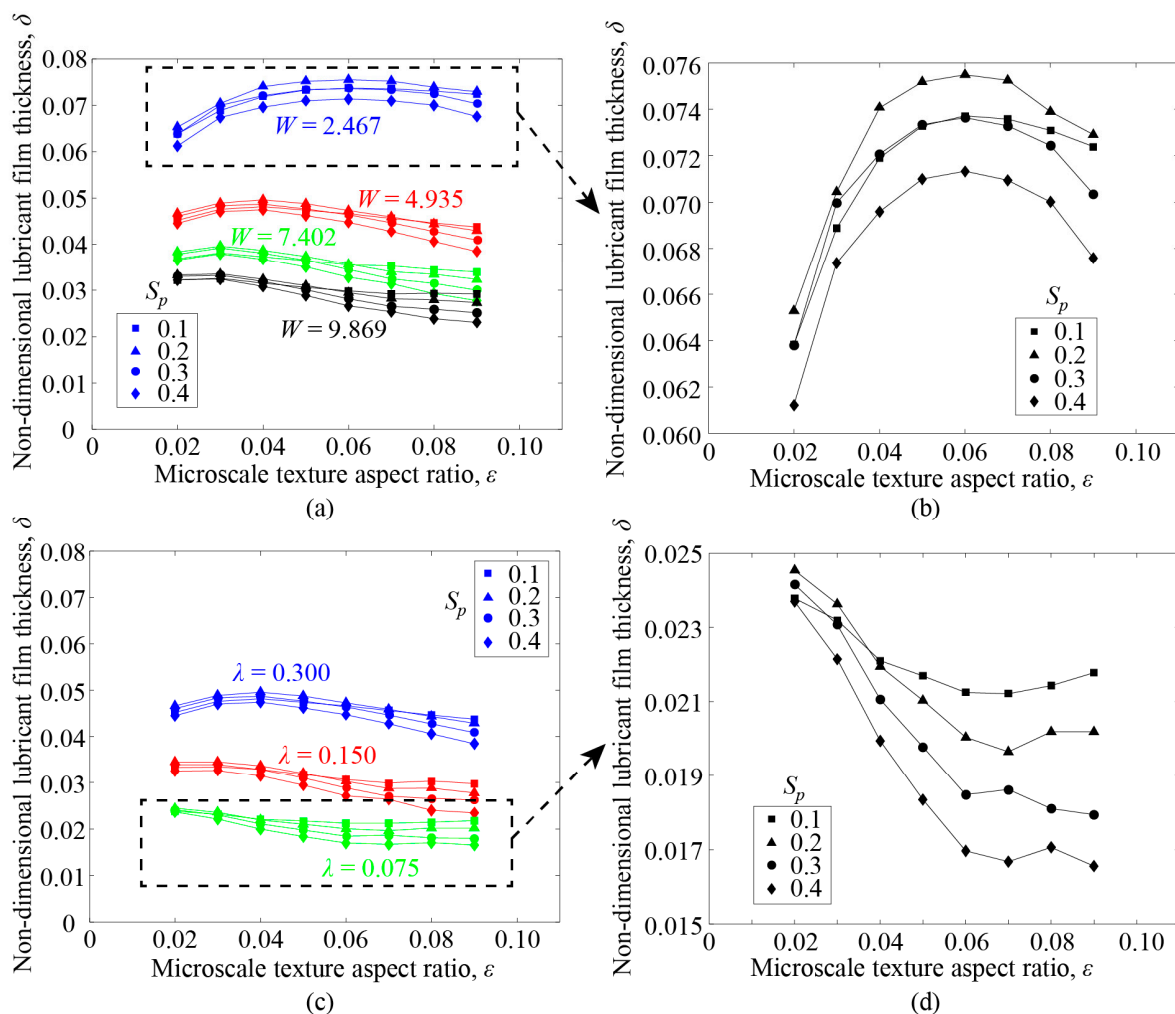 Non-dimensional lubricant film thickness, δ
0.08
0.07
0.06
0.05
0.04
0.03
0.02
0.01
0
W = 2.467
W = 4.935
W = 7.402
W = 9.869
Sp
0.1
0.2
0.3
0.4
0 0.02 0.04 0.06 0.08 0.10
Microscale texture aspect ratio, ε
(a)
Non-dimensional lubricant film thickness, δ
0.076
0.074
0.072
0.070
0.068
0.066
0.064
0.062
0.060
Sp
0.1
0.2
0.3
0.4
0 0.02 0.04 0.06 0.08 0.10
Microscale texture aspect ratio, ε
(b)
Non-dimensional lubricant film thickness, δ
0.08
0.07
0.06
0.05
0.04
0.03
0.02
0.01
0
Sp
0.1
0.2
0.3
0.4
λ = 0.300
λ = 0.150
λ = 0.075
0 0.02 0.04 0.06 0.08 0.10
Microscale texture aspect ratio, ε
(c)
Non-dimensional lubricant film thickness, δ
0.025
0.023
0.021
0.019
0.017
0.015
Sp
0.1
0.2
0.3
0.4
0 0.02 0.04 0.06 0.08 0.10
Microscale texture aspect ratio, ε
(d)